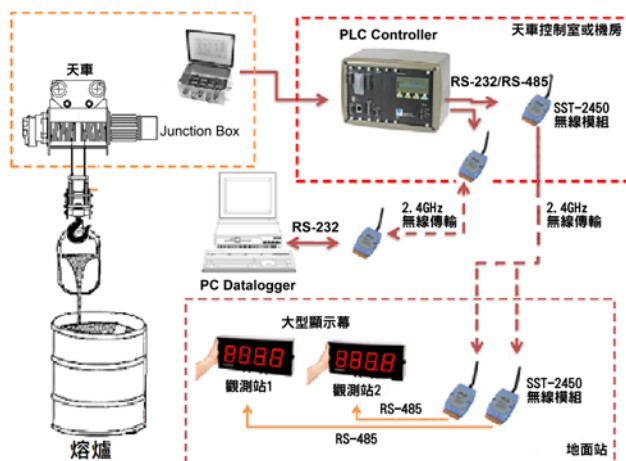 天車
Junction Box
PLC Controller
天車控制室或機房
RS-232/RS-485
SST-2450
無線模組
2.4GHz
無線傳輸
2.4GHz
無線傳輸
RS-232
PC Datalogger
大型顯示幕
觀測站1
觀測站2
SST-2450
無線模組
RS-485
RS-485
地面站
熔爐